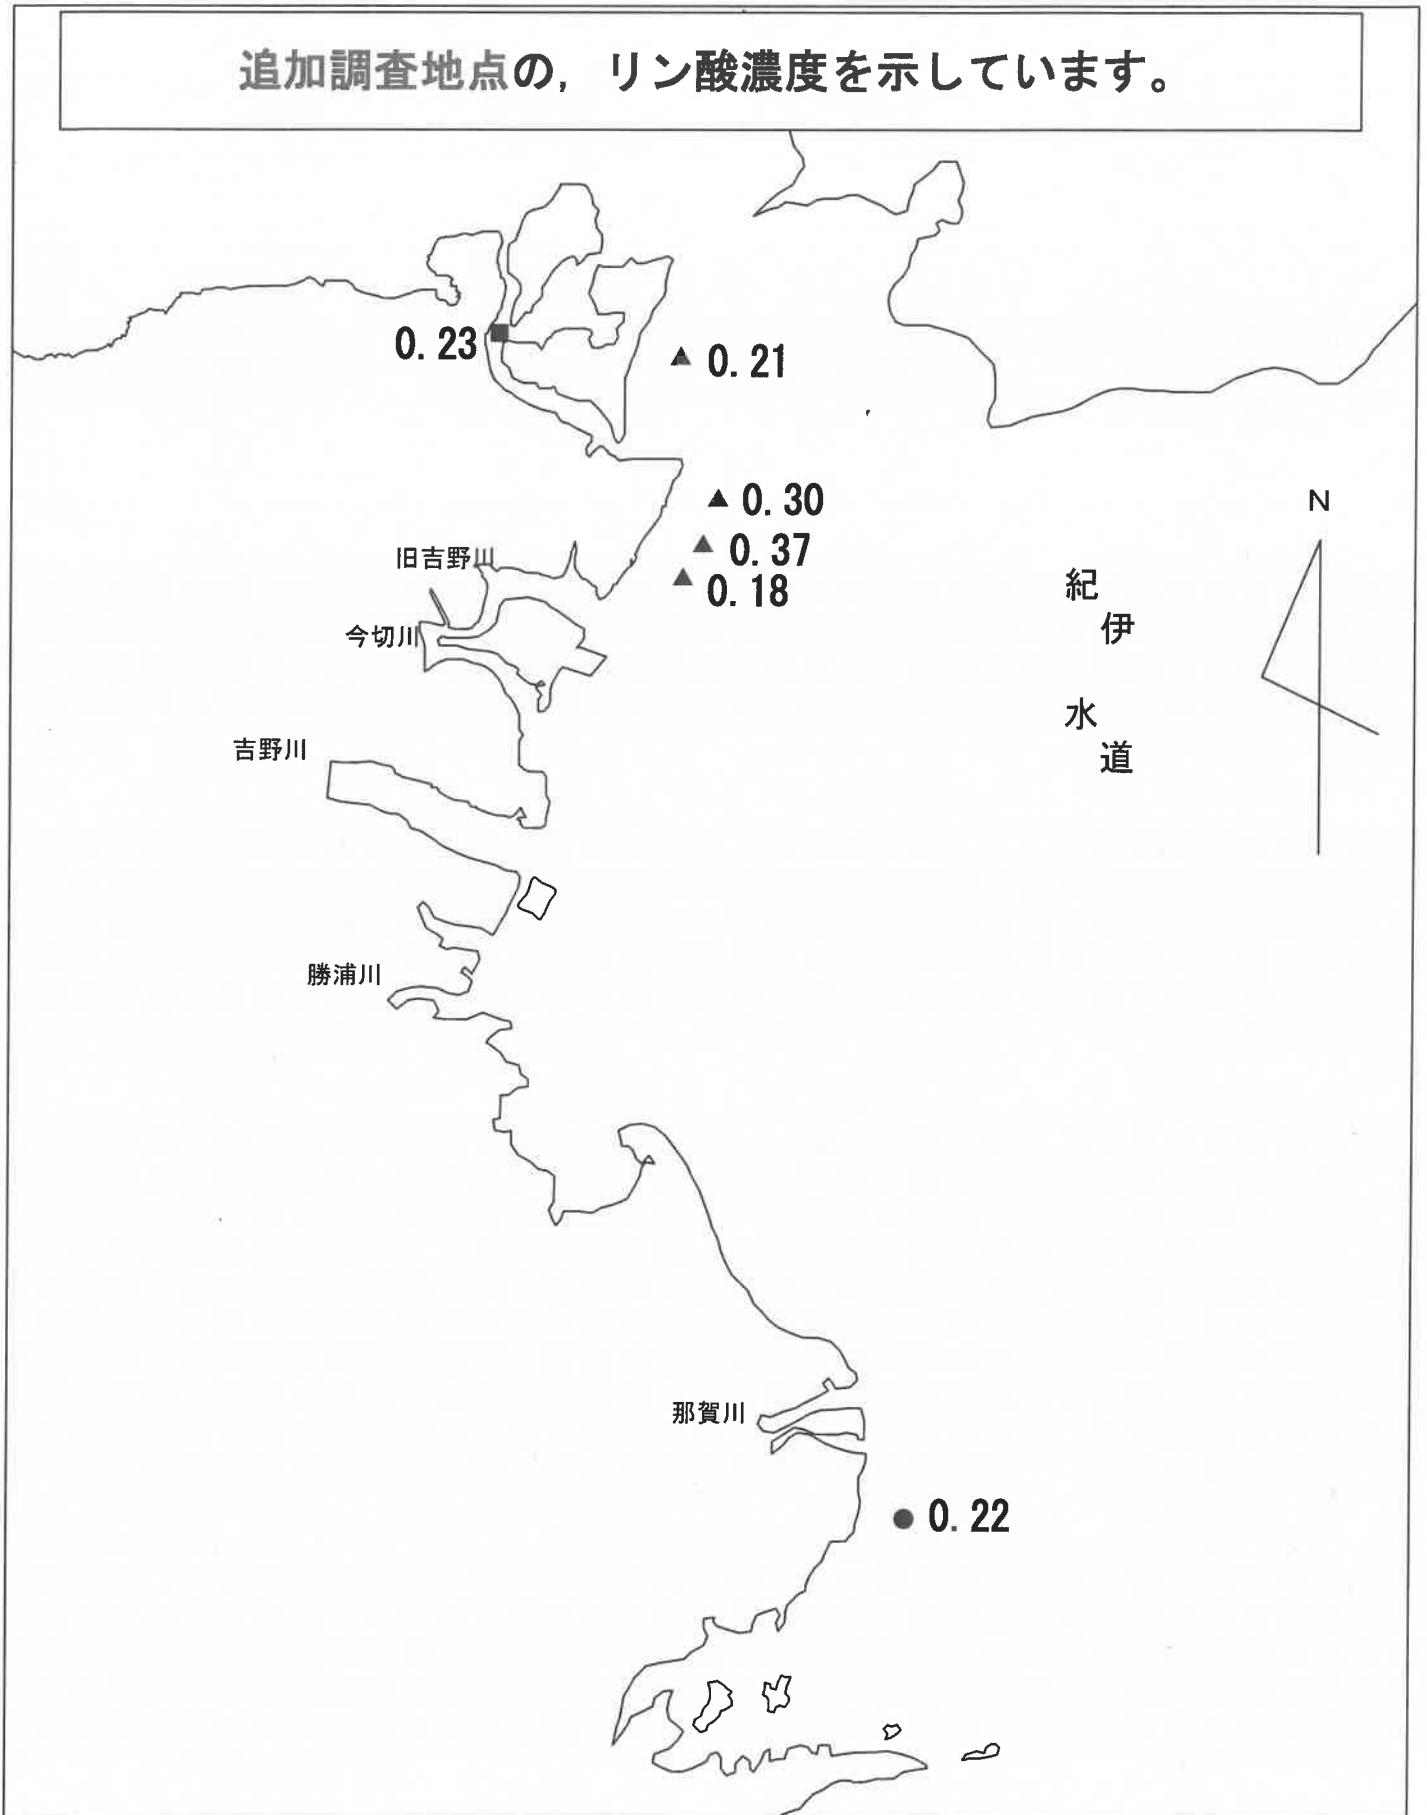 追加調査地点の，リン酸濃度を示しています。
0.23
0.21
0.30
N
0.37
旧吉野川
0.18
紀
伊
今切川
水
吉野川
道
勝浦川
那賀川
0.22